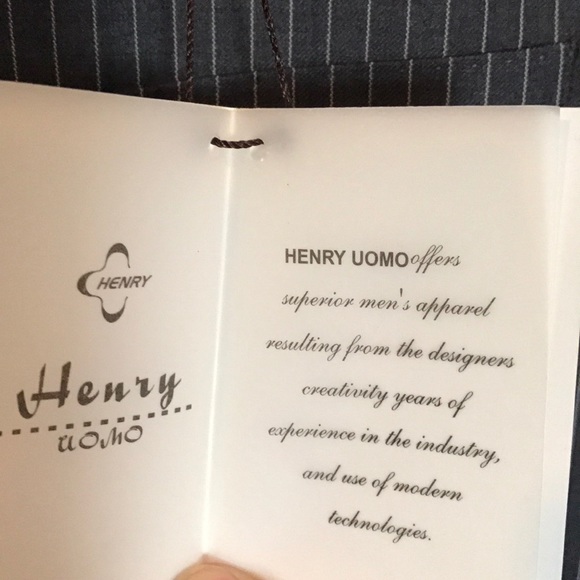 HENRY
Henry
UOMO
HENRY UOMO offers
superior men's apparel
resulting from the designers
creativity years of
experience in the industry,
and use of modern
technologies.